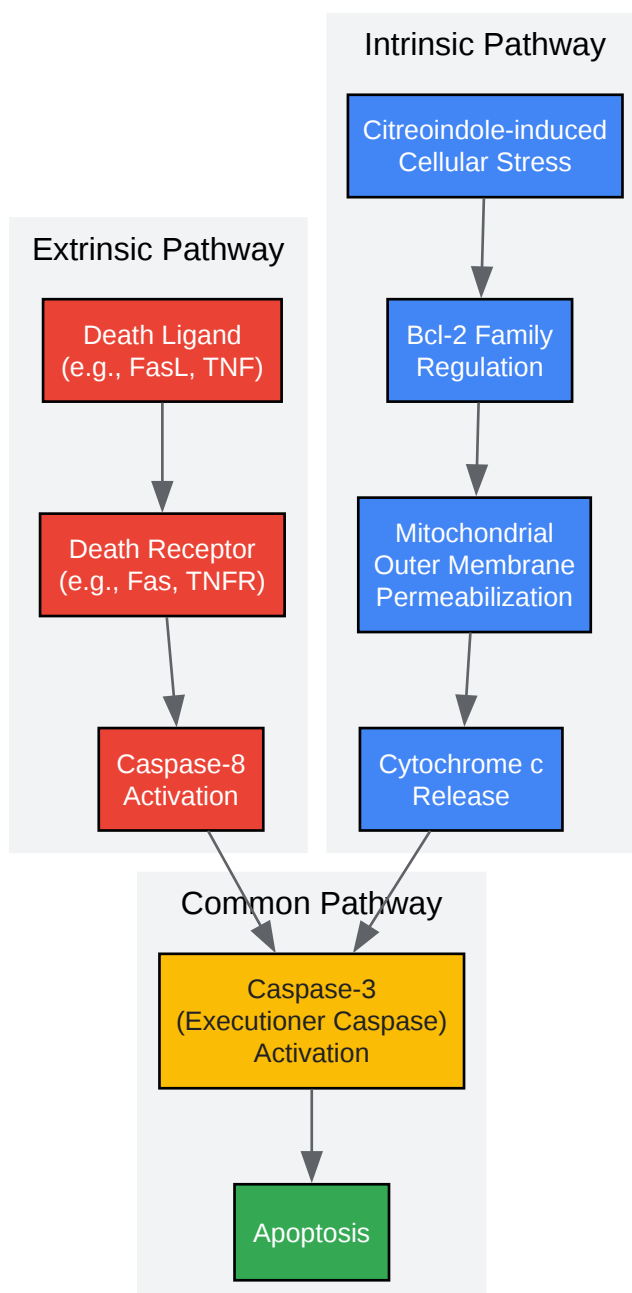 Intrinsic Pathway
Citreoindole-induced
Cellular Stress
Extrinsic Pathway
Death Ligand
(e.g., FasL, TNF)
Bcl-2 Family
Regulation
Death Receptor
(e.g., Fas, TNFR)
Mitochondrial
Outer Membrane
Permeabilization
Caspase-8
Activation
Cytochrome c
Release
Common Pathway
Caspase-3
(Executioner Caspase)
Activation
Apoptosis